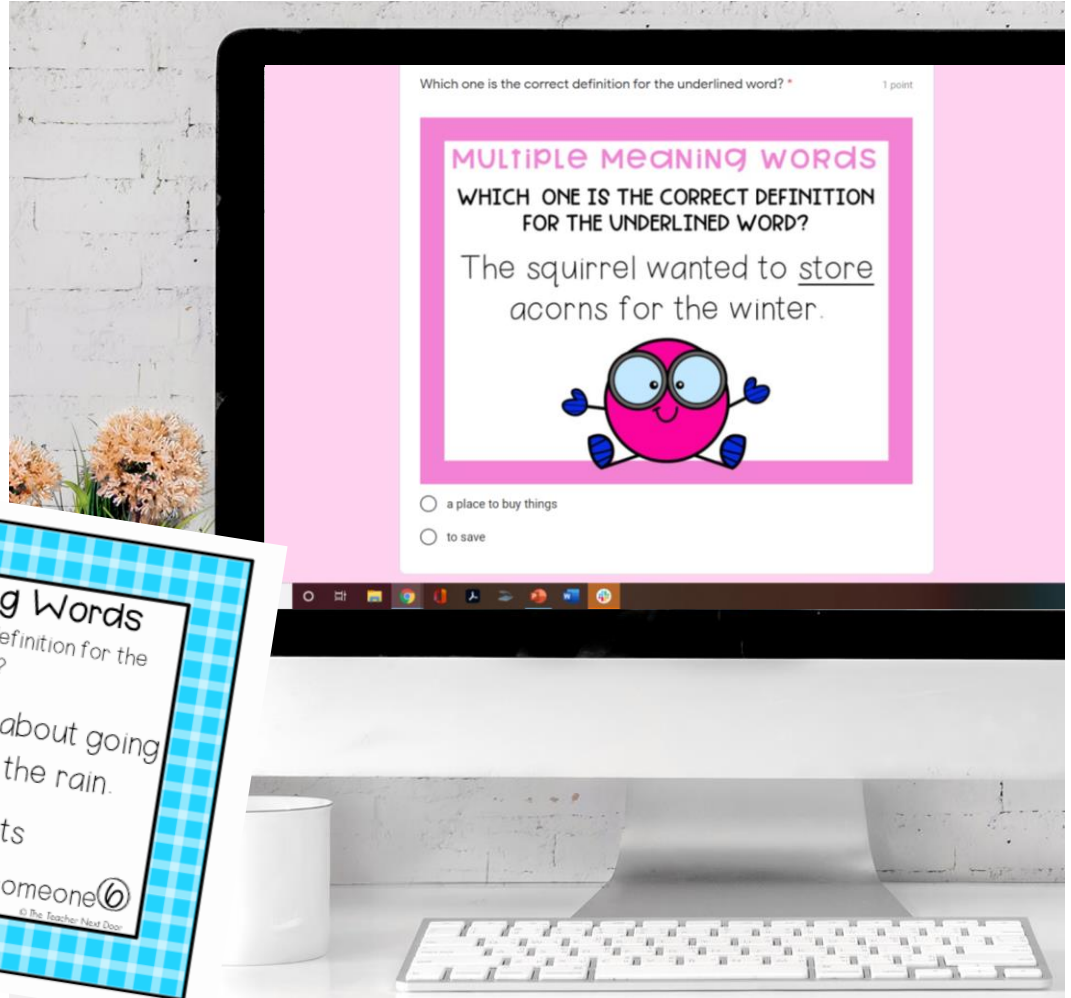 Which one is the correct definition for the underlined word? *
1 point
MULTIPLE MEANING WORDS
WHICH ONE IS THE CORRECT DEFINITION
FOR THE UNDERLINED WORD?
The squirrel wanted to store
acorns for the winter.
a place to buy things
to save
g Words
efinition for the
?
about going
the rain.
ts
omeone 6
© The Teacher Next Door